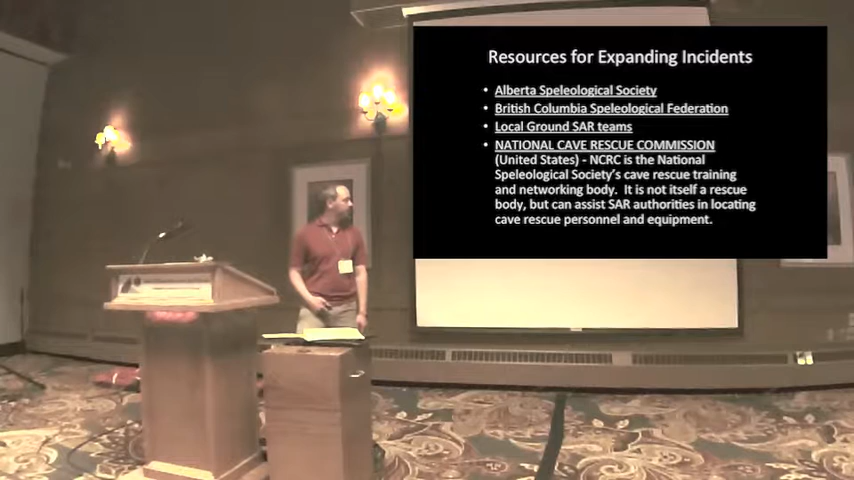 Resources for Expanding Incidents
• Alberta Speleological Society
• British Columbia Speleological Federation
• Local Ground SAR teams
• NATIONAL CAVE RESCUE COMMISSION
(United States) - NCRC is the National
Speleological Society's cave rescue training
and networking body. It is not itself a rescue
body, but can assist SAR authorities in locating
cave rescue personnel and equipment.